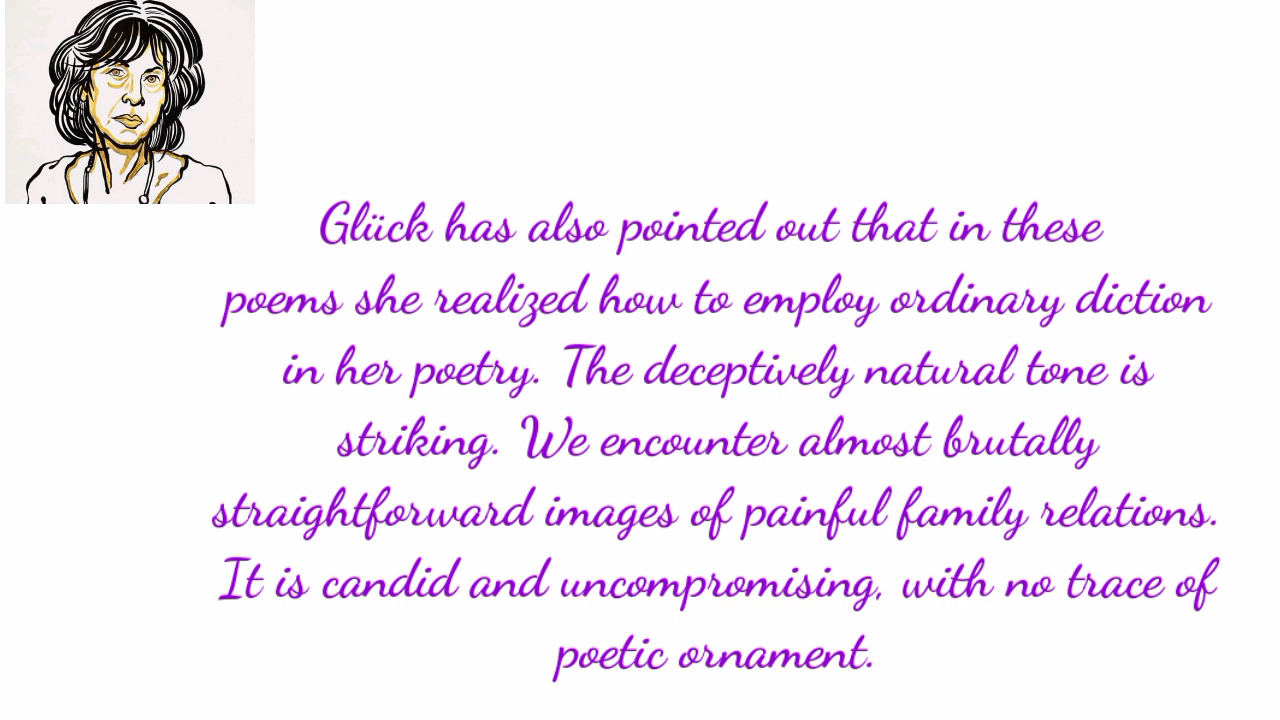 Glück has also pointed out that in these
poems she realized how to employ ordinary diction
in her poetry. The deceptively natural tone is
striking. We encounter almost brutally
straightforward images of painful family relations.
It is candid and uncompromising, with no trace of
poetic ornament.